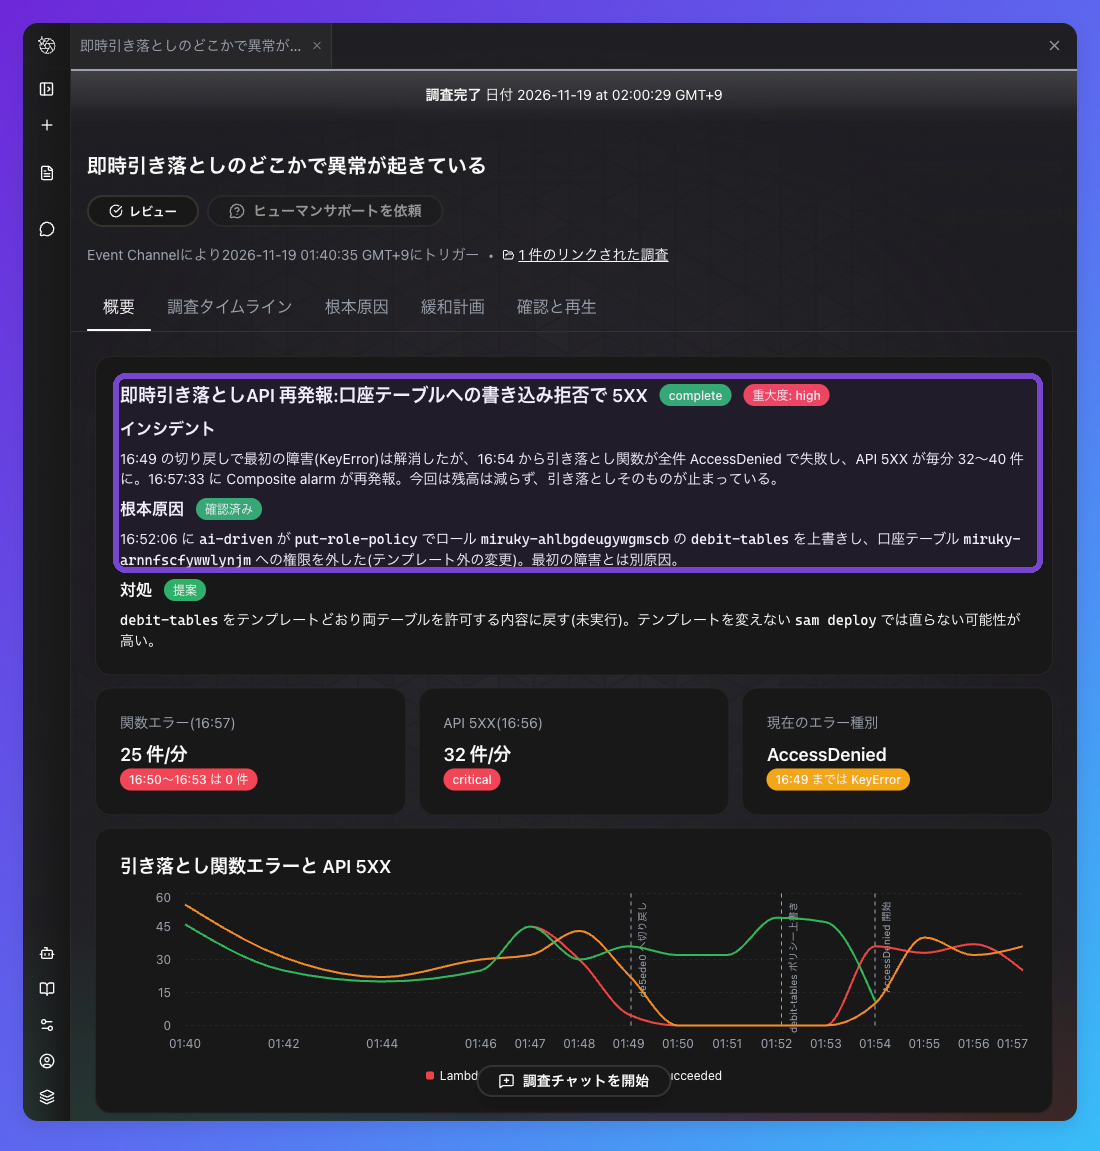 即時引き落としのどこかで異常が...
調査完了 日付 2026-11-19 at 02:00:29 GMT+9
即時引き落としのどこかで異常が起きている
レビュー
ヒューマンサポートを依頼
Event Channelにより2026-11-19 01:40:35 GMT+9にトリガー • 1 件のリンクされた調査
概要 調査タイムライン 根本原因 緩和計画 確認と再生
即時引き落としAPI 再発報:口座テーブルへの書き込み拒否で 5XX complete 重大度: high
インシデント
16:49 の切り戻しで最初の障害(KeyError)は解消したが、16:54 から引き落とし関数が全件 AccessDenied で失敗し、API 5XX が毎分 32〜40 件
に。16:57:33 に Composite alarm が再発報。今回は残高は減らず、引き落としそのものが止まっている。
根本原因 確認済み
16:52:06 に ai-driven が put-role-policy でロール miruky-ahlbgdeugywgmscb の debit-tables を上書きし、口座テーブル miruky-
arnnfscfywwlynjm への権限を外した(テンプレート外の変更)。最初の障害とは別原因。
対処 提案
debit-tables をテンプレートどおり両テーブルを許可する内容に戻す(未実行)。テンプレートを変えない sam deploy では直らない可能性が
高い。
関数エラー(16:57)
25 件/分
16:50〜16:53 は 0 件
API 5XX(16:56)
32 件/分
critical
現在のエラー種別
AccessDenied
16:49 までは KeyError
引き落とし関数エラーと API 5XX
60
45
30
15
0
de5ede0 へ切り戻し
debit-tables ポリシー上書き
AccessDenied 開始
01:40 01:42 01:44 01:46 01:47 01:48 01:49 01:50 01:51 01:52 01:53 01:54 01:55 01:56 01:57
Lambd
調査チャットを開始
ucceeded